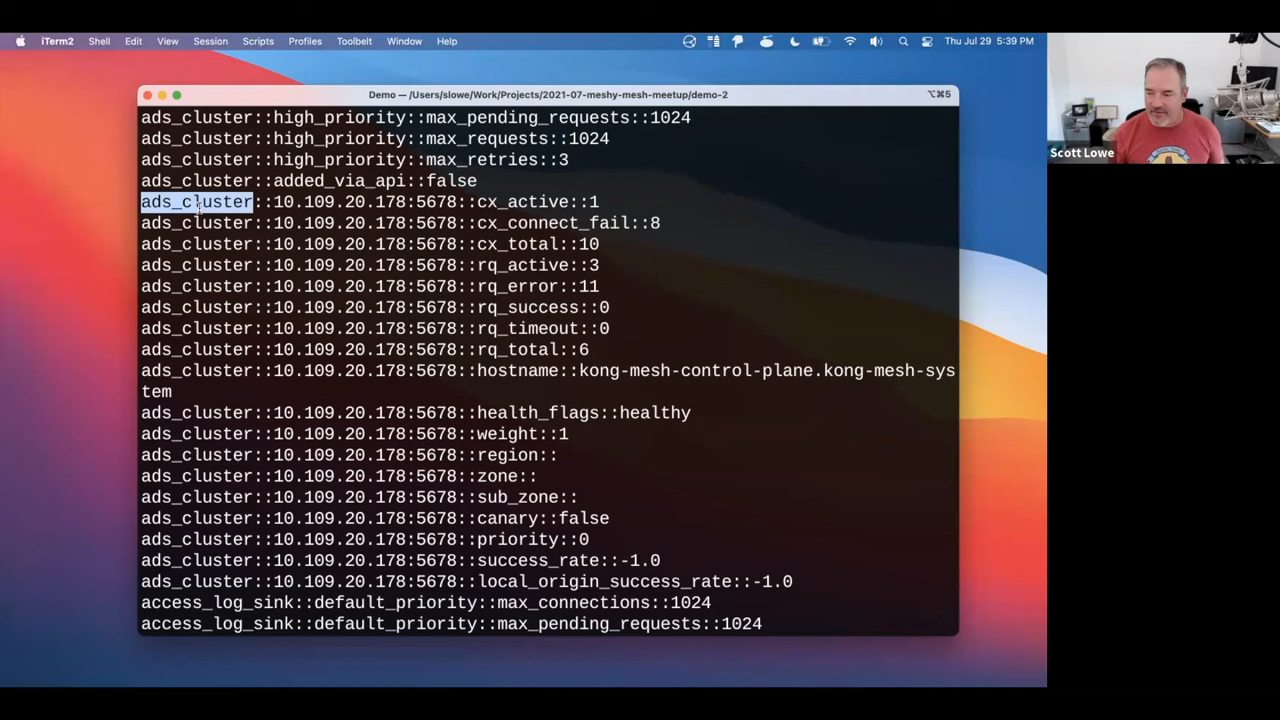 iTerm2 Shell Edit View Session Scripts Profiles Toolbelt Window Help Thu Jul 29 5:39 PM
Demo — /Users/slowe/Work/Projects/2021-07-meshy-mesh-meetup/demo-2 ⌥⌘5
ads_cluster::high_priority::max_pending_requests::1024
ads_cluster::high_priority::max_requests::1024
ads_cluster::high_priority::max_retries::3
Scott Lowe
ads_cluster::added_via_api::false
ads_cluster::10.109.20.178:5678::cx_active::1
ads_cluster::10.109.20.178:5678::cx_connect_fail::8
ads_cluster::10.109.20.178:5678::cx_total::10
ads_cluster::10.109.20.178:5678::rq_active::3
ads_cluster::10.109.20.178:5678::rq_error::11
ads_cluster::10.109.20.178:5678::rq_success::0
ads_cluster::10.109.20.178:5678::rq_timeout::0
ads_cluster::10.109.20.178:5678::rq_total::6
ads_cluster::10.109.20.178:5678::hostname::kong-mesh-control-plane.kong-mesh-sys
tem
ads_cluster::10.109.20.178:5678::health_flags::healthy
ads_cluster::10.109.20.178:5678::weight::1
ads_cluster::10.109.20.178:5678::region::
ads_cluster::10.109.20.178:5678::zone::
ads_cluster::10.109.20.178:5678::sub_zone::
ads_cluster::10.109.20.178:5678::canary::false
ads_cluster::10.109.20.178:5678::priority::0
ads_cluster::10.109.20.178:5678::success_rate::-1.0
ads_cluster::10.109.20.178:5678::local_origin_success_rate::-1.0
access_log_sink::default_priority::max_connections::1024
access_log_sink::default_priority::max_pending_requests::1024